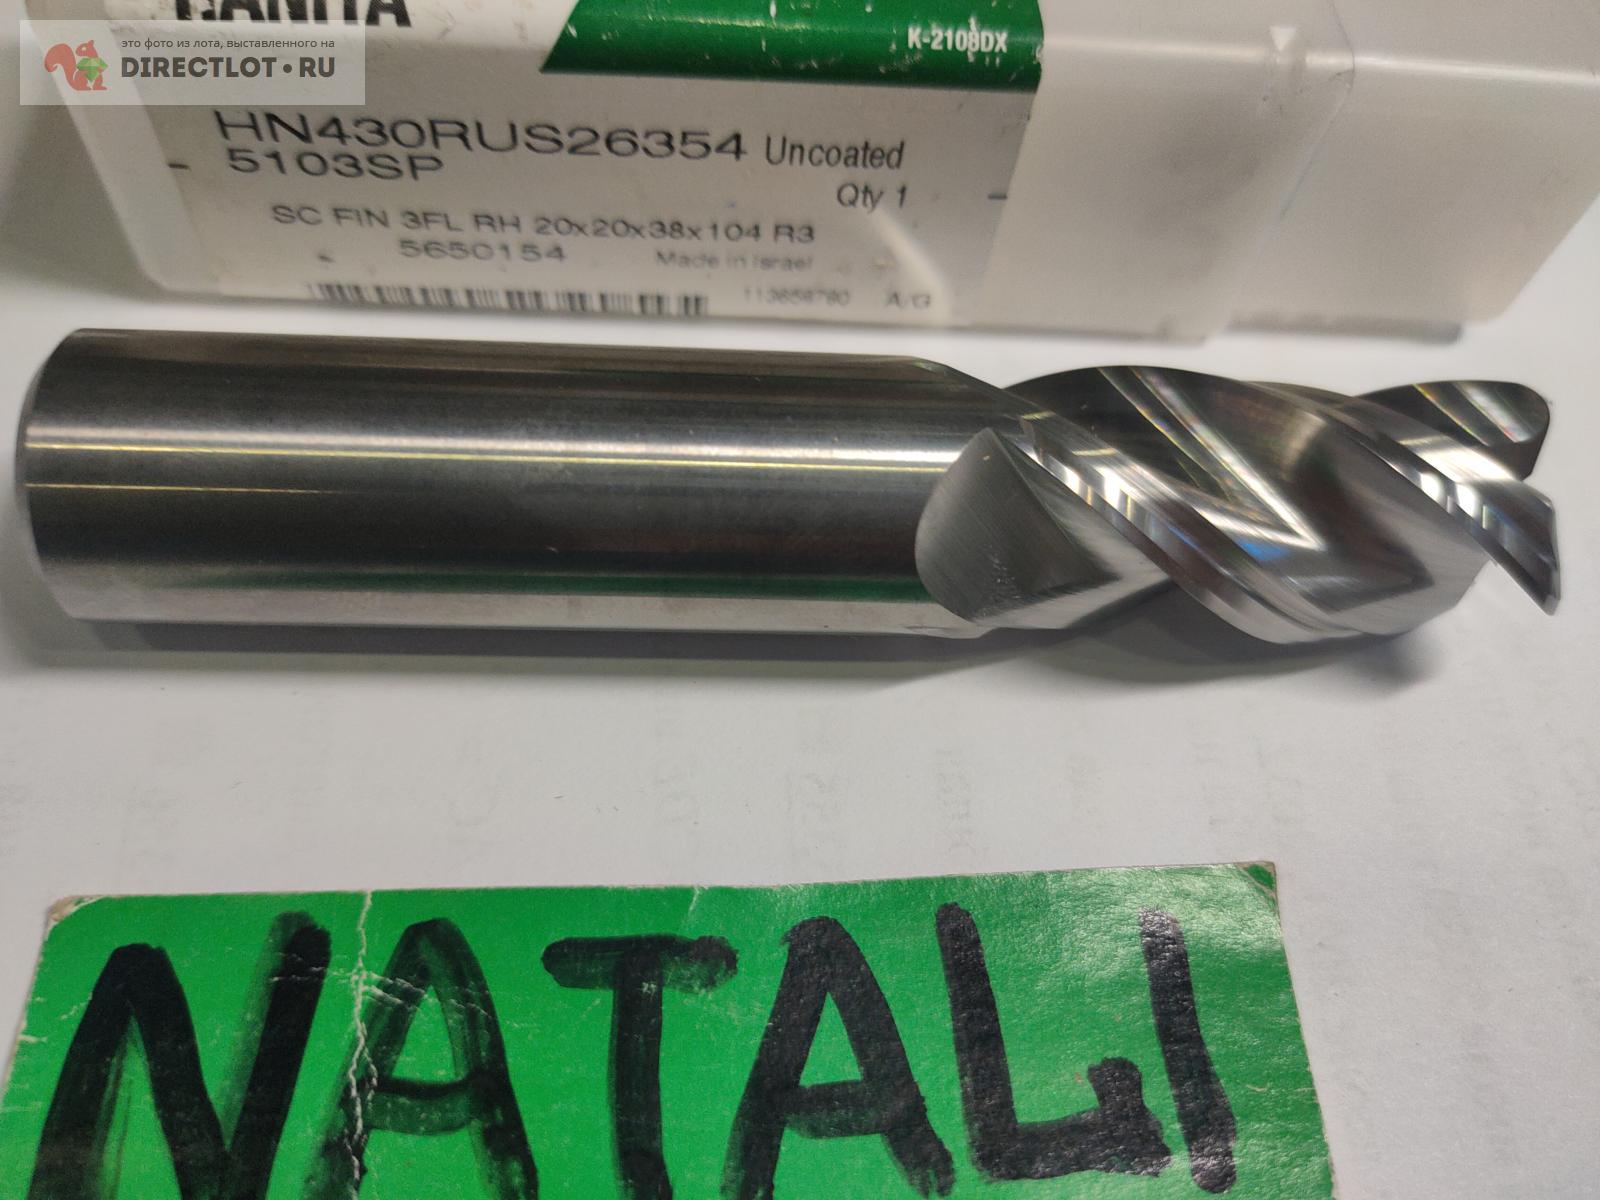 HANITA
K-2108DX
это фото из лота, выставленного на
DIRECTLOT.RU
HN430RUS26354 Uncoated
5103SP
Qty 1
SC FIN 3FL RH 20x20x38x104 R3
5650154 Made in Israel
A/G
NATALI